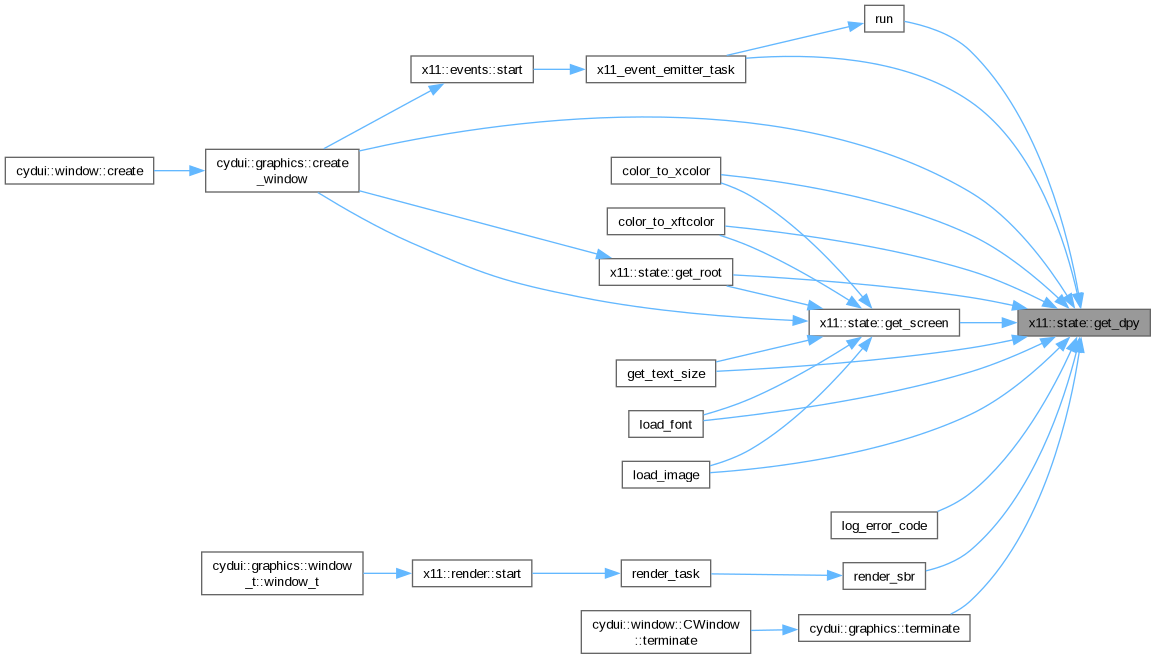 run
x11::events::start
x11_event_emitter_task
cydui::window::create
cydui::graphics::create
_window
color_to_xcolor
color_to_xftcolor
x11::state::get_root
x11::state::get_screen
x11::state::get_dpy
get_text_size
load_font
load_image
log_error_code
cydui::graphics::window
_t::window_t
x11::render::start
render_task
render_sbr
cydui::window::CWindow
::terminate
cydui::graphics::terminate